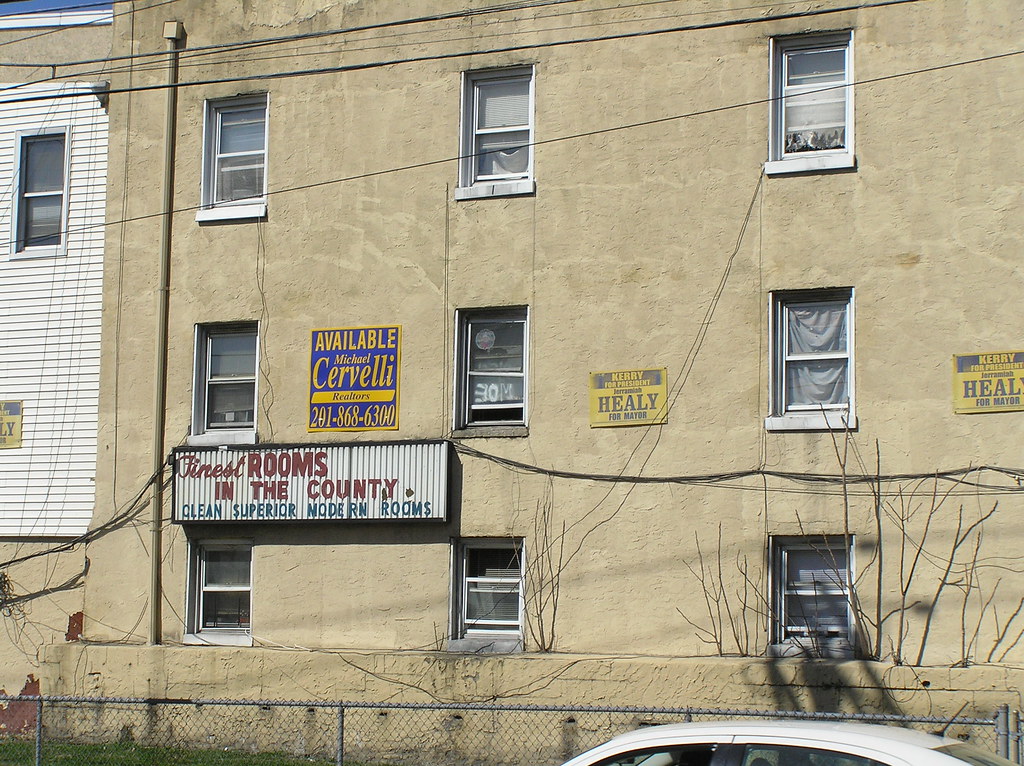 AVAILABLE
Michael
Cervelli
Realtors
201-868-6300
Finest ROOMS
IN THE COUNTY
CLEAN SUPERIOR MODERN ROOMS
KERRY
FOR PRESIDENT
Jerramiah
HEALY
FOR MAYOR
KERRY
FOR PRESIDENT
Jerramiah
HEALY
FOR MAYOR
LY